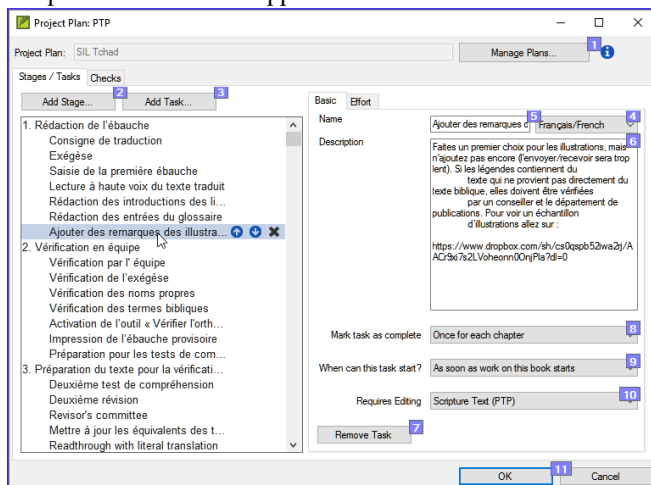 Project Plan: PTP
Project Plan: SIL Tchad
Manage Plans...
1
Stages / Tasks Checks
2 3
Add Stage... Add Task...
1. Rédaction de l'ébauche
Consigne de traduction
Exégèse
Saisie de la première ébauche
Lecture à haute voix du texte traduit
Rédaction des introductions des li...
Rédaction des entrées du glossaire
Ajouter des remarques des illustra...
2. Vérification en équipe
Vérification par l' équipe
Vérification de l'exégèse
Vérification des noms propres
Vérification des termes bibliques
Activation de l'outil « Vérifier l'orth...
Impression de l'ébauche provisoire
Préparation pour les tests de com...
3. Préparation du texte pour la vérificati...
Deuxième test de compréhension
Deuxième révision
Revisor's committee
Mettre à jour les équivalents des t...
Readthrough with literal translation
Basic Effort
Name
Ajouter des remarques d
5
Français/French
4
Description
6
Faites un premier choix pour les illustrations, mais
n'ajoutez pas encore (l'envoyer/recevoir sera trop
lent). Si les légendes contiennent du
texte qui ne provient pas directement du
texte biblique, elles doivent être vérifiées
par un conseiller et le département de
publications. Pour voir un échantillon
d'illustrations allez sur :
Mark task as complete Once for each chapter
8
When can this task start? As soon as work on this book starts
9
Requires Editing Scripture Text (PTP)
10
Remove Task
7
OK
11
Cancel